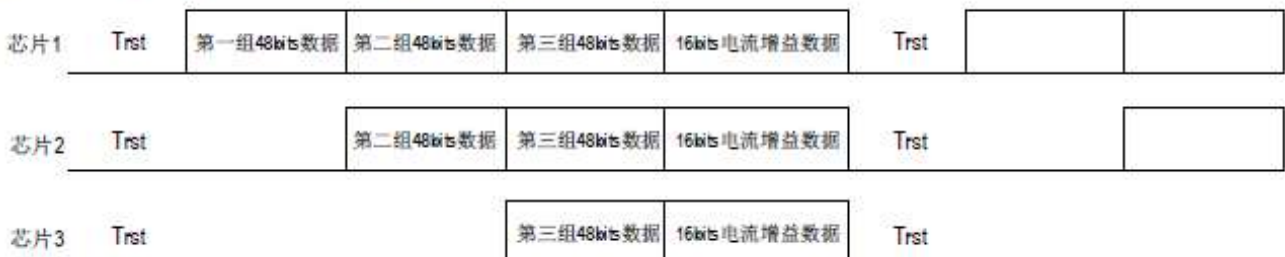 芯片1 Trst 第一组48bits数据 第二组48bits数据 第三组48bits数据 16bits电流增益数据 Trst
芯片2 Trst 第二组48bits数据 第三组48bits数据 16bits电流增益数据 Trst
芯片3 Trst 第三组48bits数据 16bits电流增益数据 Trst